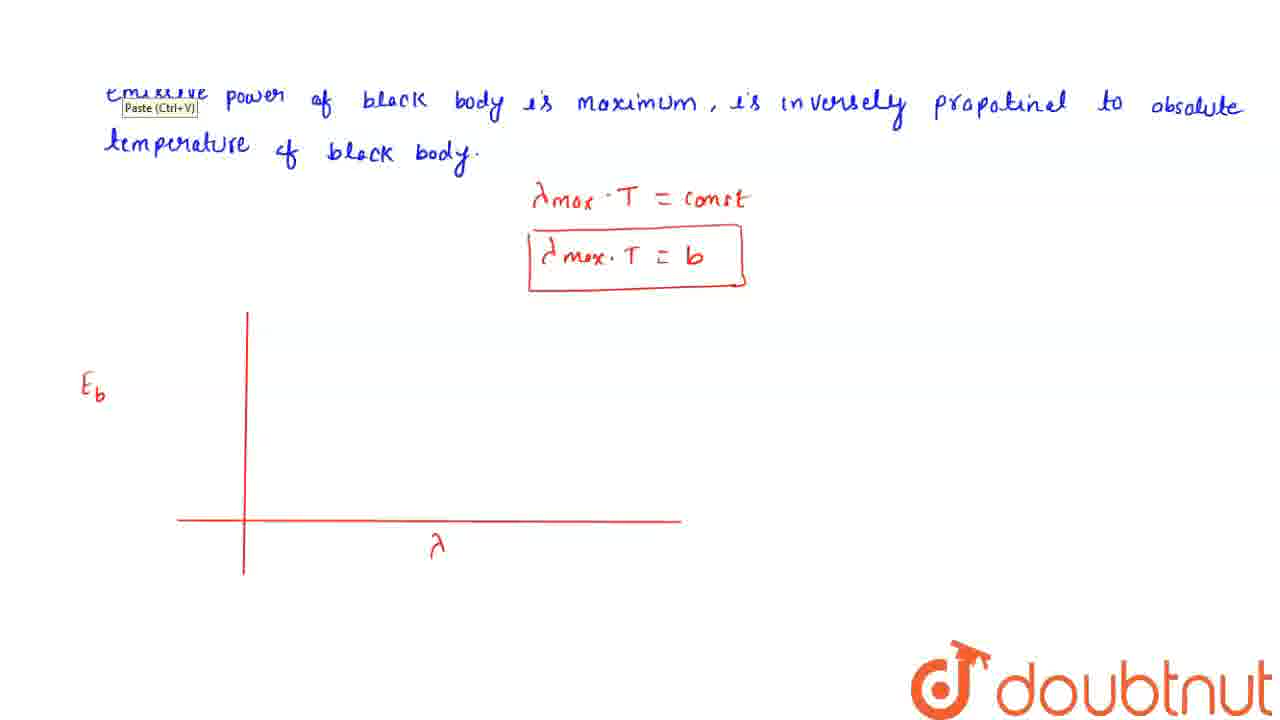 emissive power of black body is maximum, is inversely propotinal to absolute
Paste (Ctrl+V)
temperature of black body.
λmax . T = const
λmax . T = b
Eb
λ
doubtnut